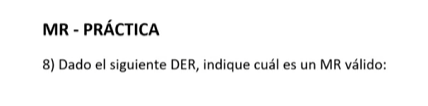 MR - PRÁCTICA
8) Dado el siguiente DER, indique cuál es un MR válido: